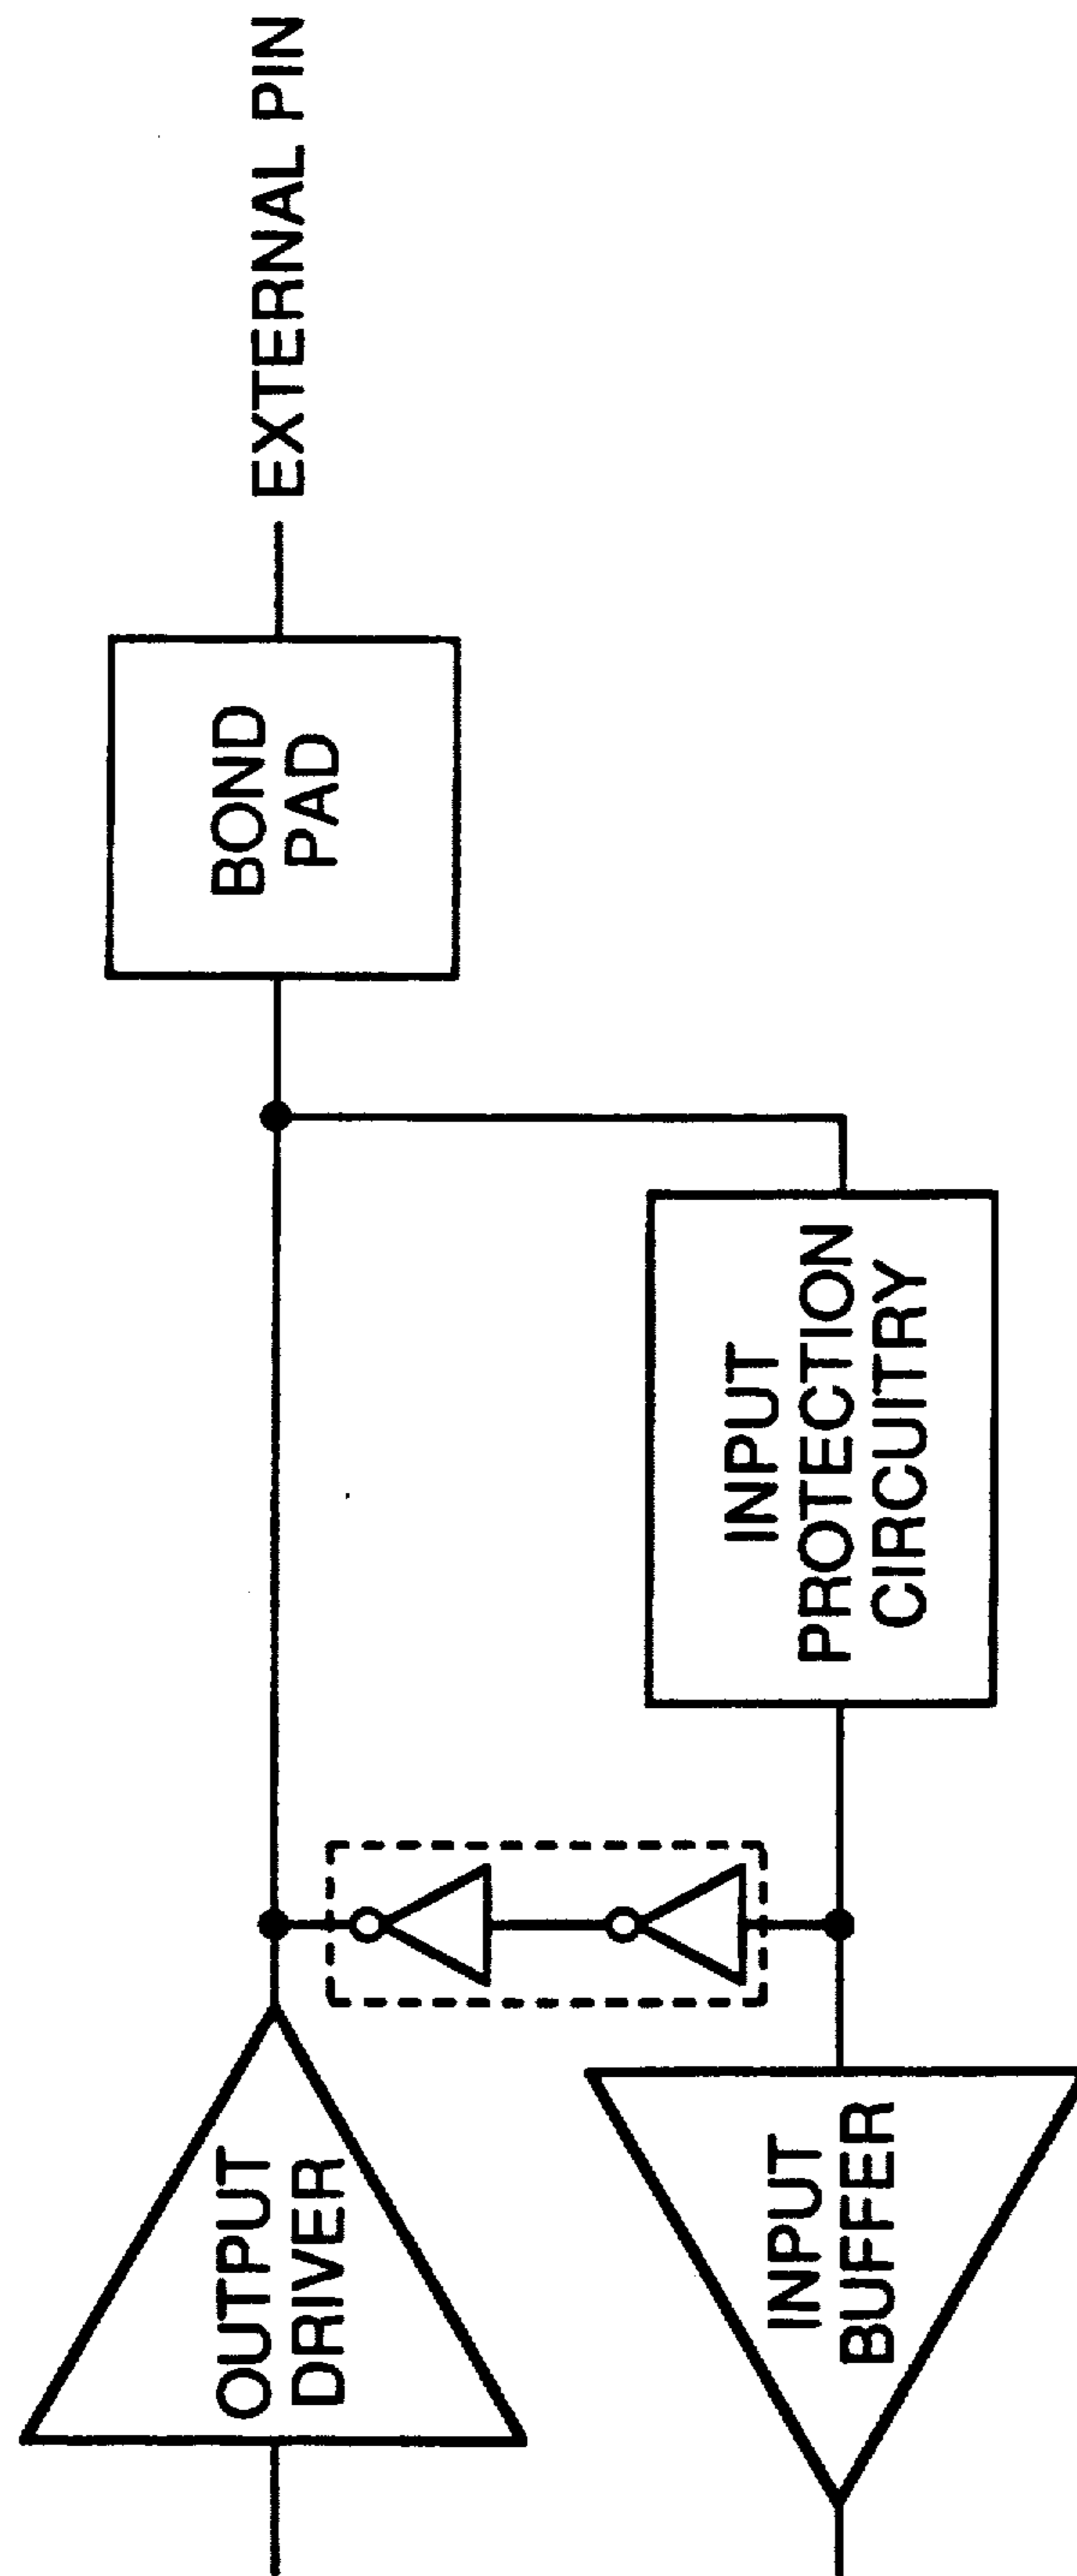 OUTPUT
DRIVER
BOND
PAD
EXTERNAL PIN
INPUT
BUFFER
INPUT
PROTECTION
CIRCUITRY